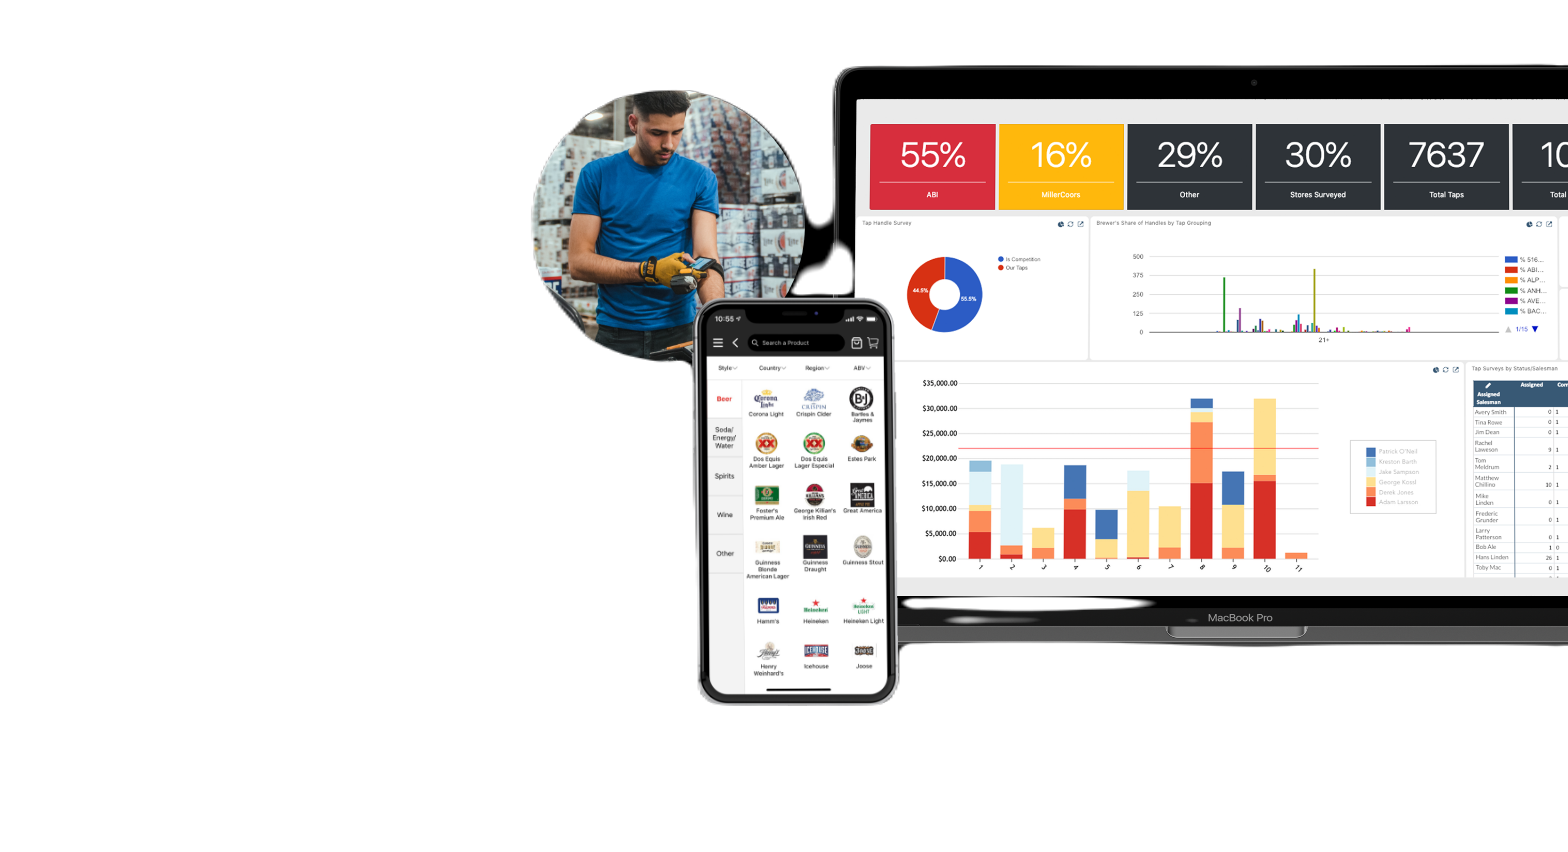 55%
ABI
16%
MillerCoors
29%
Other
30%
Stores Surveyed
7637
Total Taps
10
Total
Tap Handle Survey
44.5%
55.5%
Is Competition
Our Taps
Brewer's Share of Handles by Tap Grouping
500
375
250
125
0
21+
% 516...
% ABI...
% ALP...
% ANH...
% AVE...
% BAC...
1/15
$35,000.00
$30,000.00
$25,000.00
$20,000.00
$15,000.00
$10,000.00
$5,000.00
$0.00
1 2 3 4 5 6 7 8 9 10 11
Patrick O'Neil
Kreston Barth
Jake Sampson
George Kood
Derek Jones
Adam Larsson
Tap Surveys by Status/Salesman
Assigned
Salesman
Assigned
Com
Avery Smith 0 1
Tina Rowe 0 1
Jim Dean 0 1
Rachel
Laweson 9 1
Tom
Meldrum 2 1
Matthew
Chilline 10 1
Mike
Linden 0 1
Frederic
Grunder 0 1
Larry
Patterson 0 1
Bob Ale 1 0
Hans Linden 26 1
Toby Mac 0 1
MacBook Pro
10:55
Search a Product
Style Country Region ABV
Beer
Soda/
Energy/
Water
Spirits
Wine
Other
Corona Light
Crispin Cider
Bartles &
Jaymes
Dos Equis
Amber Lager
Dos Equis
Lager Especial
Estes Park
Foster's
Premium Ale
George Killian's
Irish Red
Great America
Guinness
Blonde
American Lager
Guinness
Draught
Guinness Stout
Hamm's
Heineken
Heineken Light
Henry
Weinhard's
Icehouse
Joose